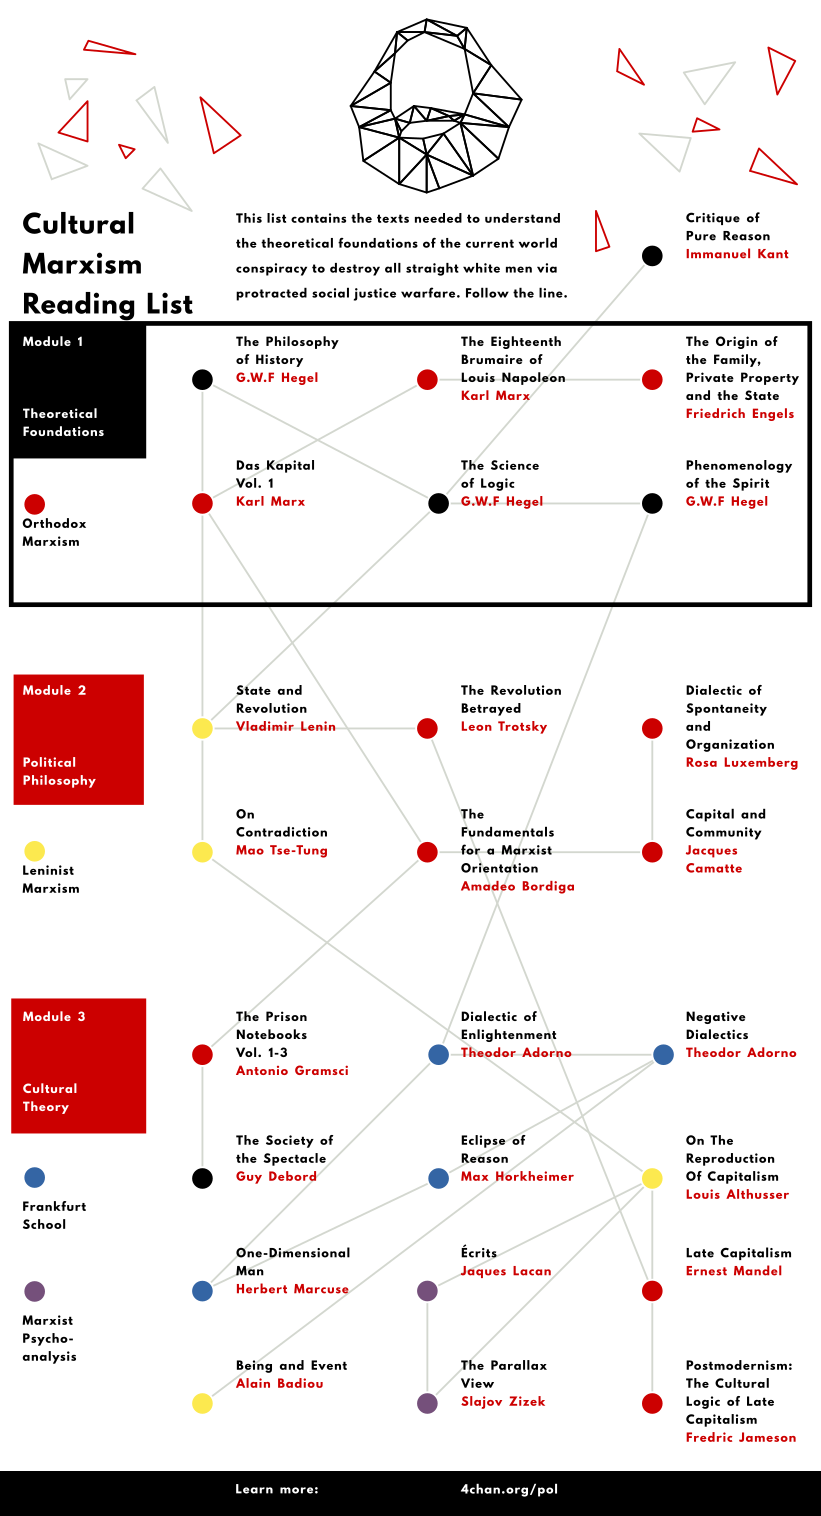 Cultural
Marxism
Reading List
This list contains the texts needed to understand
the theoretical foundations of the current world
conspiracy to destroy all straight white men via
protracted social justice warfare. Follow the line.
Critique of
Pure Reason
Immanuel Kant
Module 1
Theoretical
Foundations
The Philosophy
of History
G.W.F Hegel
The Eighteenth
Brumaire of
Louis Napoleon
Karl Marx
The Origin of
the Family,
Private Property
and the State
Friedrich Engels
Orthodox
Marxism
Das Kapital
Vol. 1
Karl Marx
The Science
of Logic
G.W.F Hegel
Phenomenology
of the Spirit
G.W.F Hegel
Module 2
Political
Philosophy
State and
Revolution
Vladimir Lenin
The Revolution
Betrayed
Leon Trotsky
Dialectic of
Spontaneity
and
Organization
Rosa Luxemberg
Leninist
Marxism
On
Contradiction
Mao Tse-Tung
The
Fundamentals
for a Marxist
Orientation
Amadeo Bordiga
Capital and
Community
Jacques
Camatte
Module 3
Cultural
Theory
The Prison
Notebooks
Vol. 1-3
Antonio Gramsci
Dialectic of
Enlightenment
Theodor Adorno
Negative
Dialectics
Theodor Adorno
Frankfurt
School
The Society of
the Spectacle
Guy Debord
Eclipse of
Reason
Max Horkheimer
On The
Reproduction
Of Capitalism
Louis Althusser
Marxist
Psycho-
analysis
One-Dimensional
Man
Herbert Marcuse
Écrits
Jaques Lacan
Late Capitalism
Ernest Mandel
Being and Event
Alain Badiou
The Parallax
View
Slajov Zizek
Postmodernism:
The Cultural
Logic of Late
Capitalism
Fredric Jameson
Learn more:
4chan.org/pol